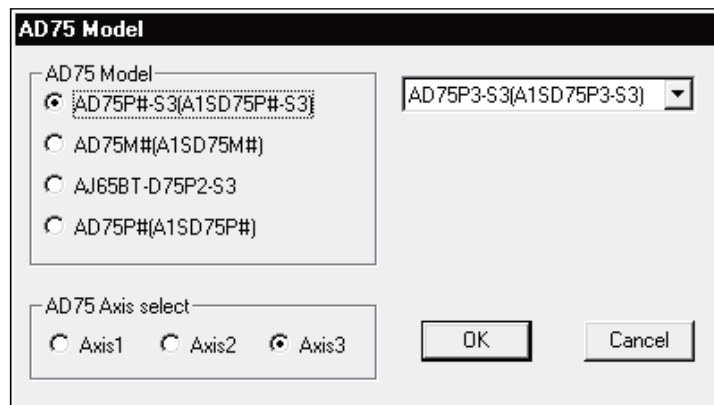 AD75 Model
AD75 Model
AD75P#-S3(A1SD75P#-S3)
AD75P3-S3(A1SD75P3-S3)
AD75M#(A1SD75M#)
AJ65BT-D75P2-S3
AD75P#(A1SD75P#)
AD75 Axis select
Axis1 Axis2 Axis3
OK Cancel